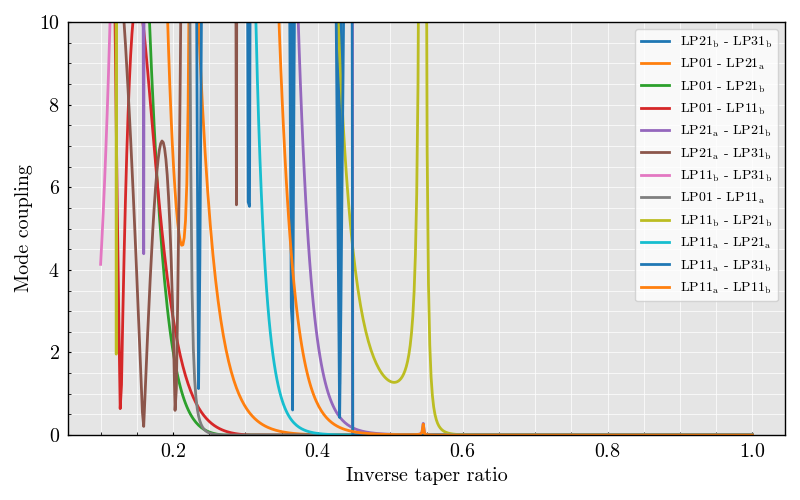 10
8
6
4
2
0
Mode coupling
LP21b - LP31b
LP01 - LP21a
LP01 - LP21b
LP01 - LP11b
LP21a - LP21b
LP21a - LP31b
LP11b - LP31b
LP01 - LP11a
LP11b - LP21b
LP11a - LP21a
LP11a - LP31b
LP11a - LP11b
0.2 0.4 0.6 0.8 1.0
Inverse taper ratio